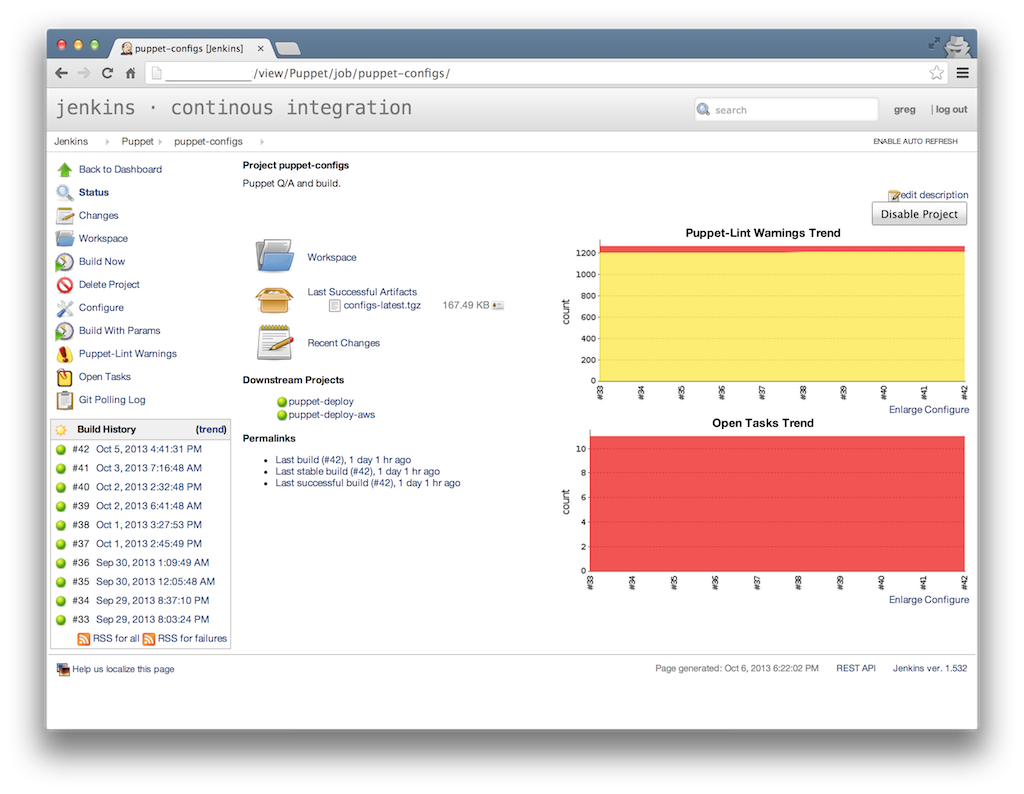 puppet-configs [Jenkins]
/view/Puppet/job/puppet-configs/
jenkins · continous integration
search
greg | log out
Jenkins Puppet puppet-configs
ENABLE AUTO REFRESH
Back to Dashboard
Status
Changes
Workspace
Build Now
Delete Project
Configure
Build With Params
Puppet-Lint Warnings
Open Tasks
Git Polling Log
Build History (trend)
#42 Oct 5, 2013 4:41:31 PM
#41 Oct 3, 2013 7:16:48 AM
#40 Oct 2, 2013 2:32:48 PM
#39 Oct 2, 2013 6:41:48 AM
#38 Oct 1, 2013 3:27:53 PM
#37 Oct 1, 2013 2:45:49 PM
#36 Sep 30, 2013 1:09:49 AM
#35 Sep 30, 2013 12:05:48 AM
#34 Sep 29, 2013 8:37:10 PM
#33 Sep 29, 2013 8:03:24 PM
RSS for all RSS for failures
Project puppet-configs
Puppet Q/A and build.
edit description
Disable Project
Workspace
Last Successful Artifacts
configs-latest.tgz 167.49 KB
Recent Changes
Downstream Projects
puppet-deploy
puppet-deploy-aws
Permalinks
Last build (#42), 1 day 1 hr ago
Last stable build (#42), 1 day 1 hr ago
Last successful build (#42), 1 day 1 hr ago
Puppet-Lint Warnings Trend
count
1200
1000
800
600
400
200
0
#33 #34 #35 #36 #37 #38 #39 #40 #41 #42
Enlarge Configure
Open Tasks Trend
count
10
8
6
4
2
0
#33 #34 #35 #36 #37 #38 #39 #40 #41 #42
Enlarge Configure
Help us localize this page
Page generated: Oct 6, 2013 6:22:02 PM REST API Jenkins ver. 1.532